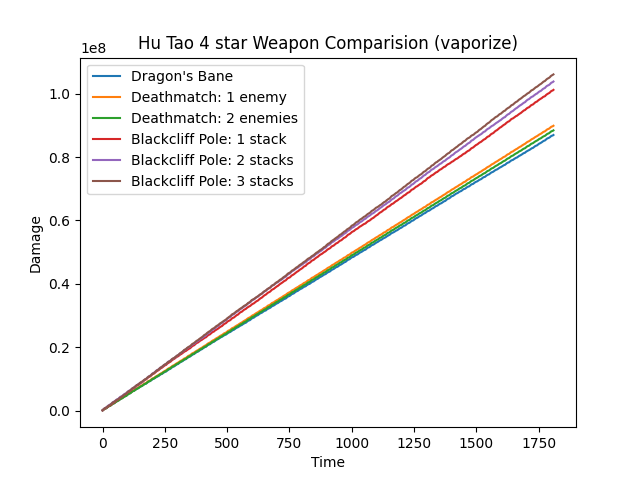 Hu Tao 4 star Weapon Comparision (vaporize)
1e8
Dragon's Bane
Deathmatch: 1 enemy
Deathmatch: 2 enemies
Blackcliff Pole: 1 stack
Blackcliff Pole: 2 stacks
Blackcliff Pole: 3 stacks
1.0
0.8
0.6
0.4
0.2
0.0
Damage
0 250 500 750 1000 1250 1500 1750
Time